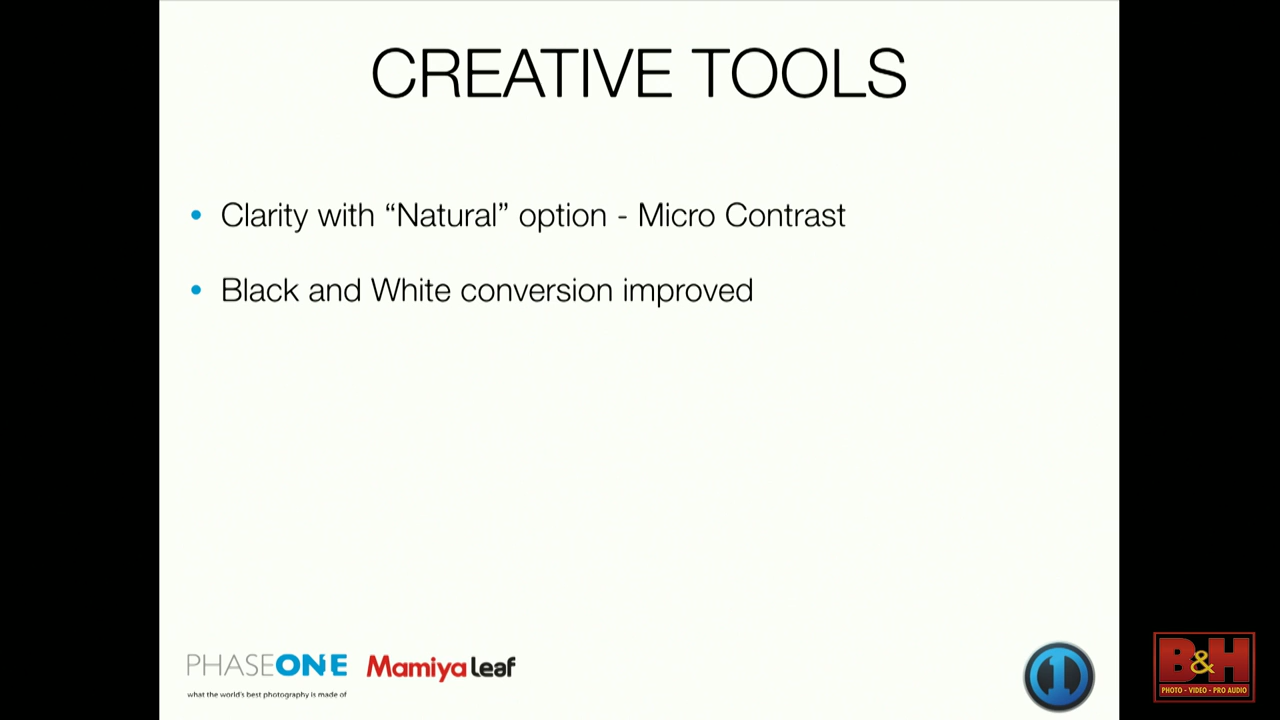 CREATIVE TOOLS
• Clarity with “Natural” option - Micro Contrast
• Black and White conversion improved
PHASEONE Mamiya Leaf
what the world's best photography is made of
1
B&H
PHOTO - VIDEO - PRO AUDIO